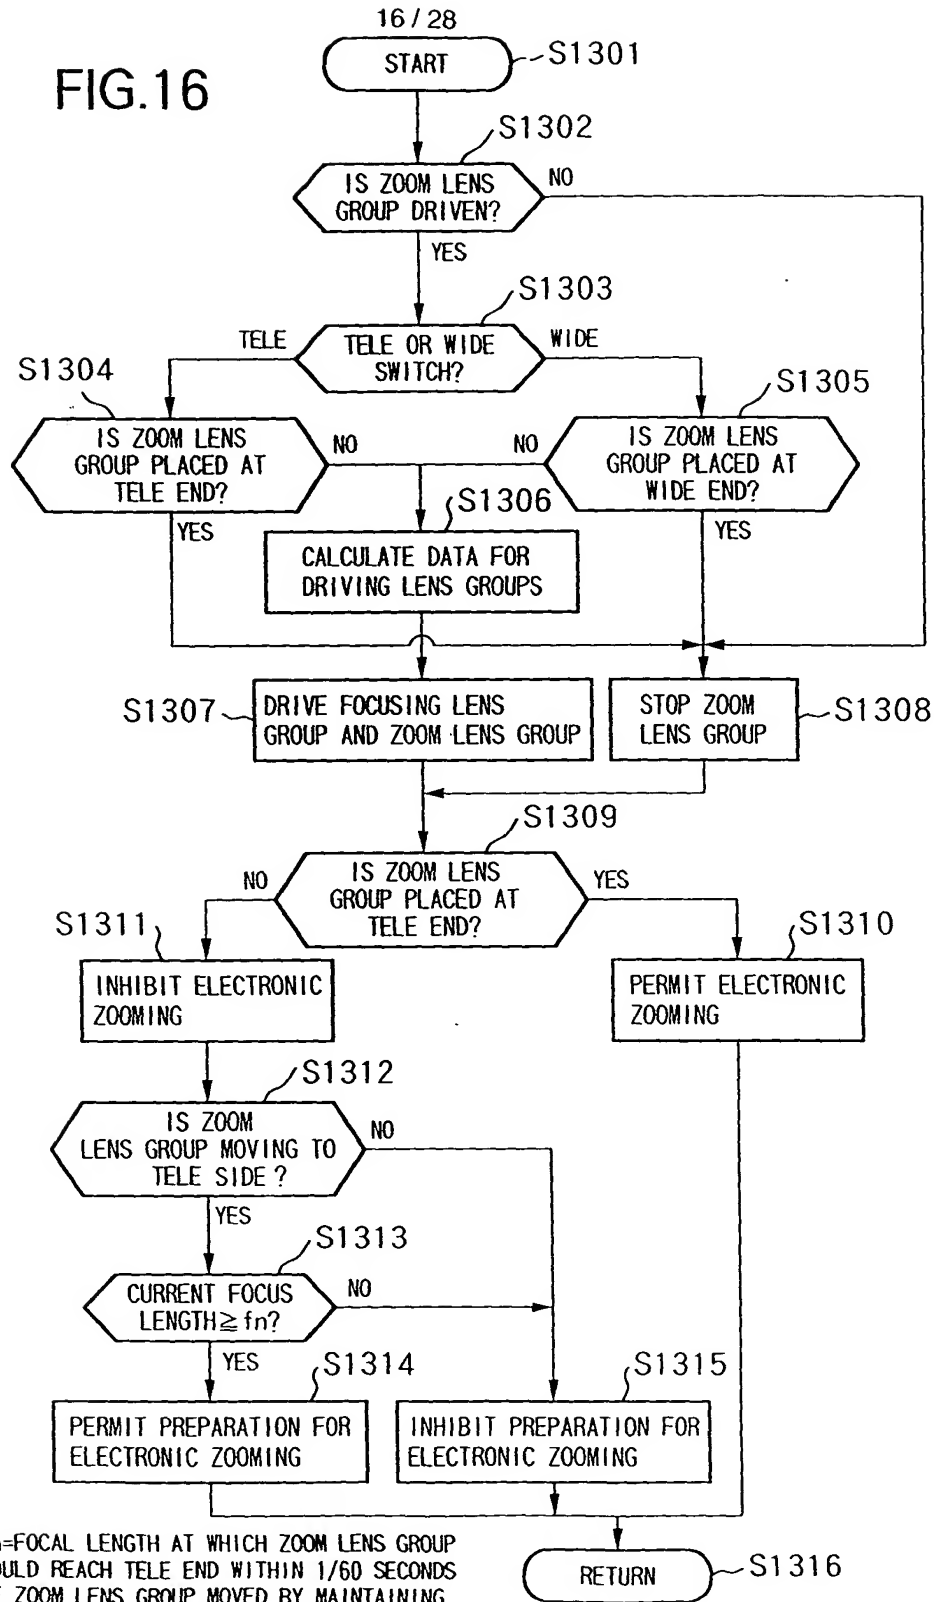 16 / 28
FIG.16
START
S1301
S1302
IS ZOOM LENS
GROUP DRIVEN?
NO
YES
S1303
TELE
TELE OR WIDE
SWITCH?
WIDE
S1304
S1305
IS ZOOM LENS
GROUP PLACED AT
TELE END?
NO
NO
IS ZOOM LENS
GROUP PLACED AT
WIDE END?
S1306
YES
YES
CALCULATE DATA FOR
DRIVING LENS GROUPS
S1307
DRIVE FOCUSING LENS
GROUP AND ZOOM LENS GROUP
STOP ZOOM
LENS GROUP
S1308
S1309
NO
IS ZOOM LENS
GROUP PLACED AT
TELE END?
YES
S1311
S1310
INHIBIT ELECTRONIC
ZOOMING
PERMIT ELECTRONIC
ZOOMING
S1312
IS ZOOM
LENS GROUP MOVING TO
TELE SIDE ?
NO
YES
S1313
CURRENT FOCUS
LENGTH≧fn?
NO
YES
S1314
S1315
PERMIT PREPARATION FOR
ELECTRONIC ZOOMING
INHIBIT PREPARATION FOR
ELECTRONIC ZOOMING
=FOCAL LENGTH AT WHICH ZOOM LENS GROUP
REACH TELE END WITHIN 1/60 SECONDS
ZOOM LENS GROUP MOVED BY MAINTAINING
RETURN
S1316